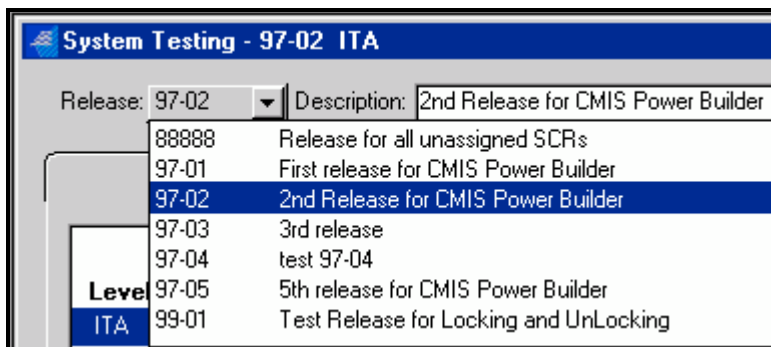 System Testing - 97-02 ITA
Release: 97-02 Description: 2nd Release for CMIS Power Builder
88888 Release for all unassigned SCRs
97-01 First release for CMIS Power Builder
97-02 2nd Release for CMIS Power Builder
97-03 3rd release
97-04 test 97-04
Level 97-05 5th release for CMIS Power Builder
ITA 99-01 Test Release for Locking and UnLocking